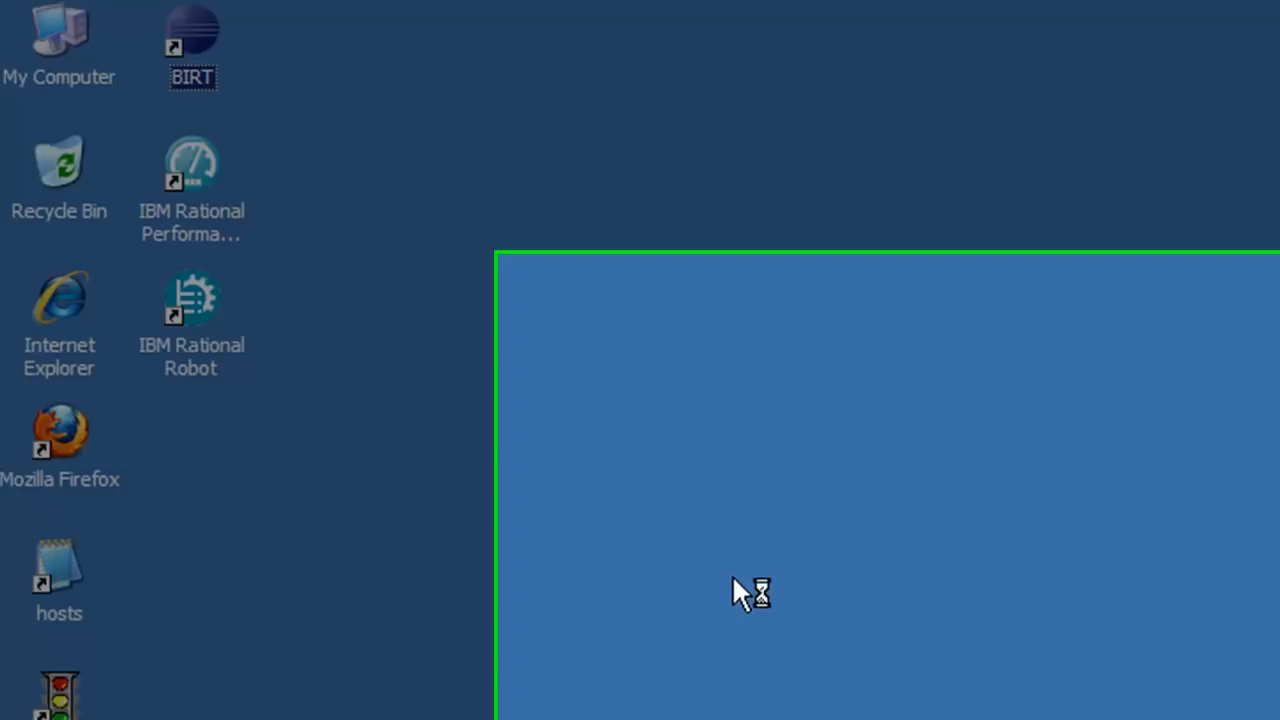 My Computer
BIRT
Recycle Bin
IBM Rational
Performa...
Internet
Explorer
IBM Rational
Robot
Mozilla Firefox
hosts